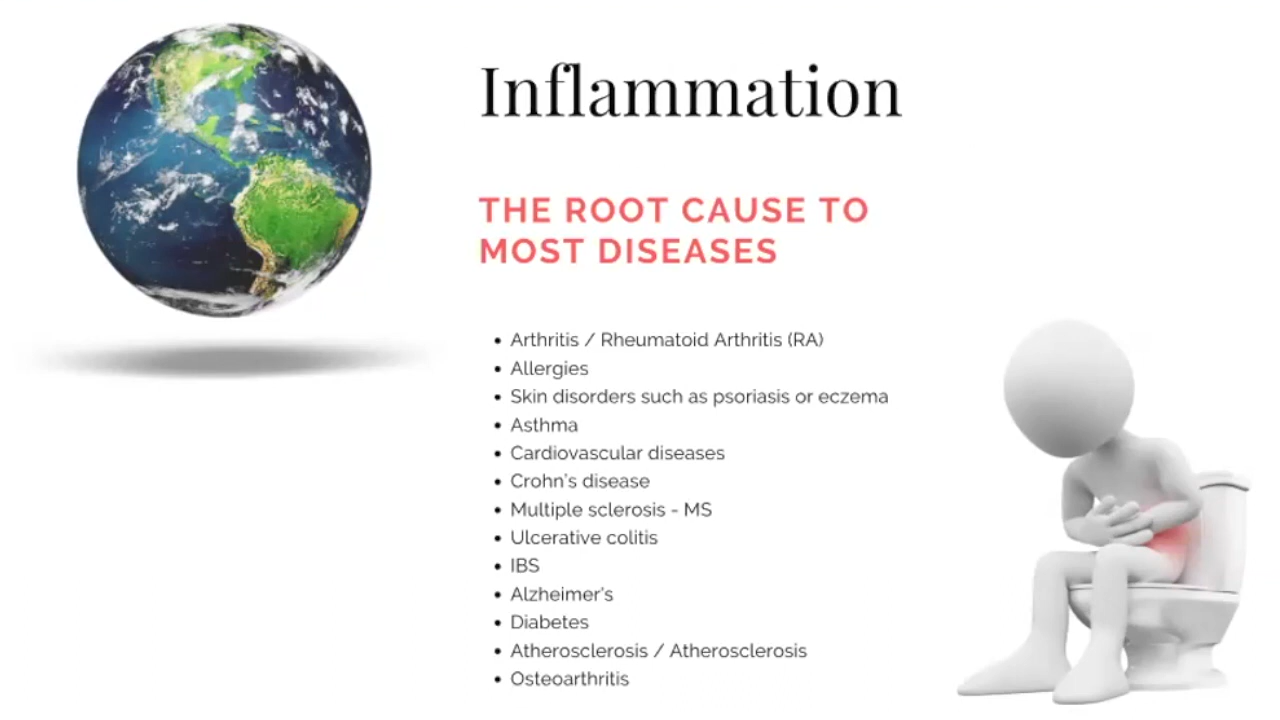 Inflammation
THE ROOT CAUSE TO
MOST DISEASES
• Arthritis / Rheumatoid Arthritis (RA)
• Allergies
• Skin disorders such as psoriasis or eczema
• Asthma
• Cardiovascular diseases
• Crohn's disease
• Multiple sclerosis - MS
• Ulcerative colitis
• IBS
• Alzheimer's
• Diabetes
• Atherosclerosis / Atherosclerosis
• Osteoarthritis